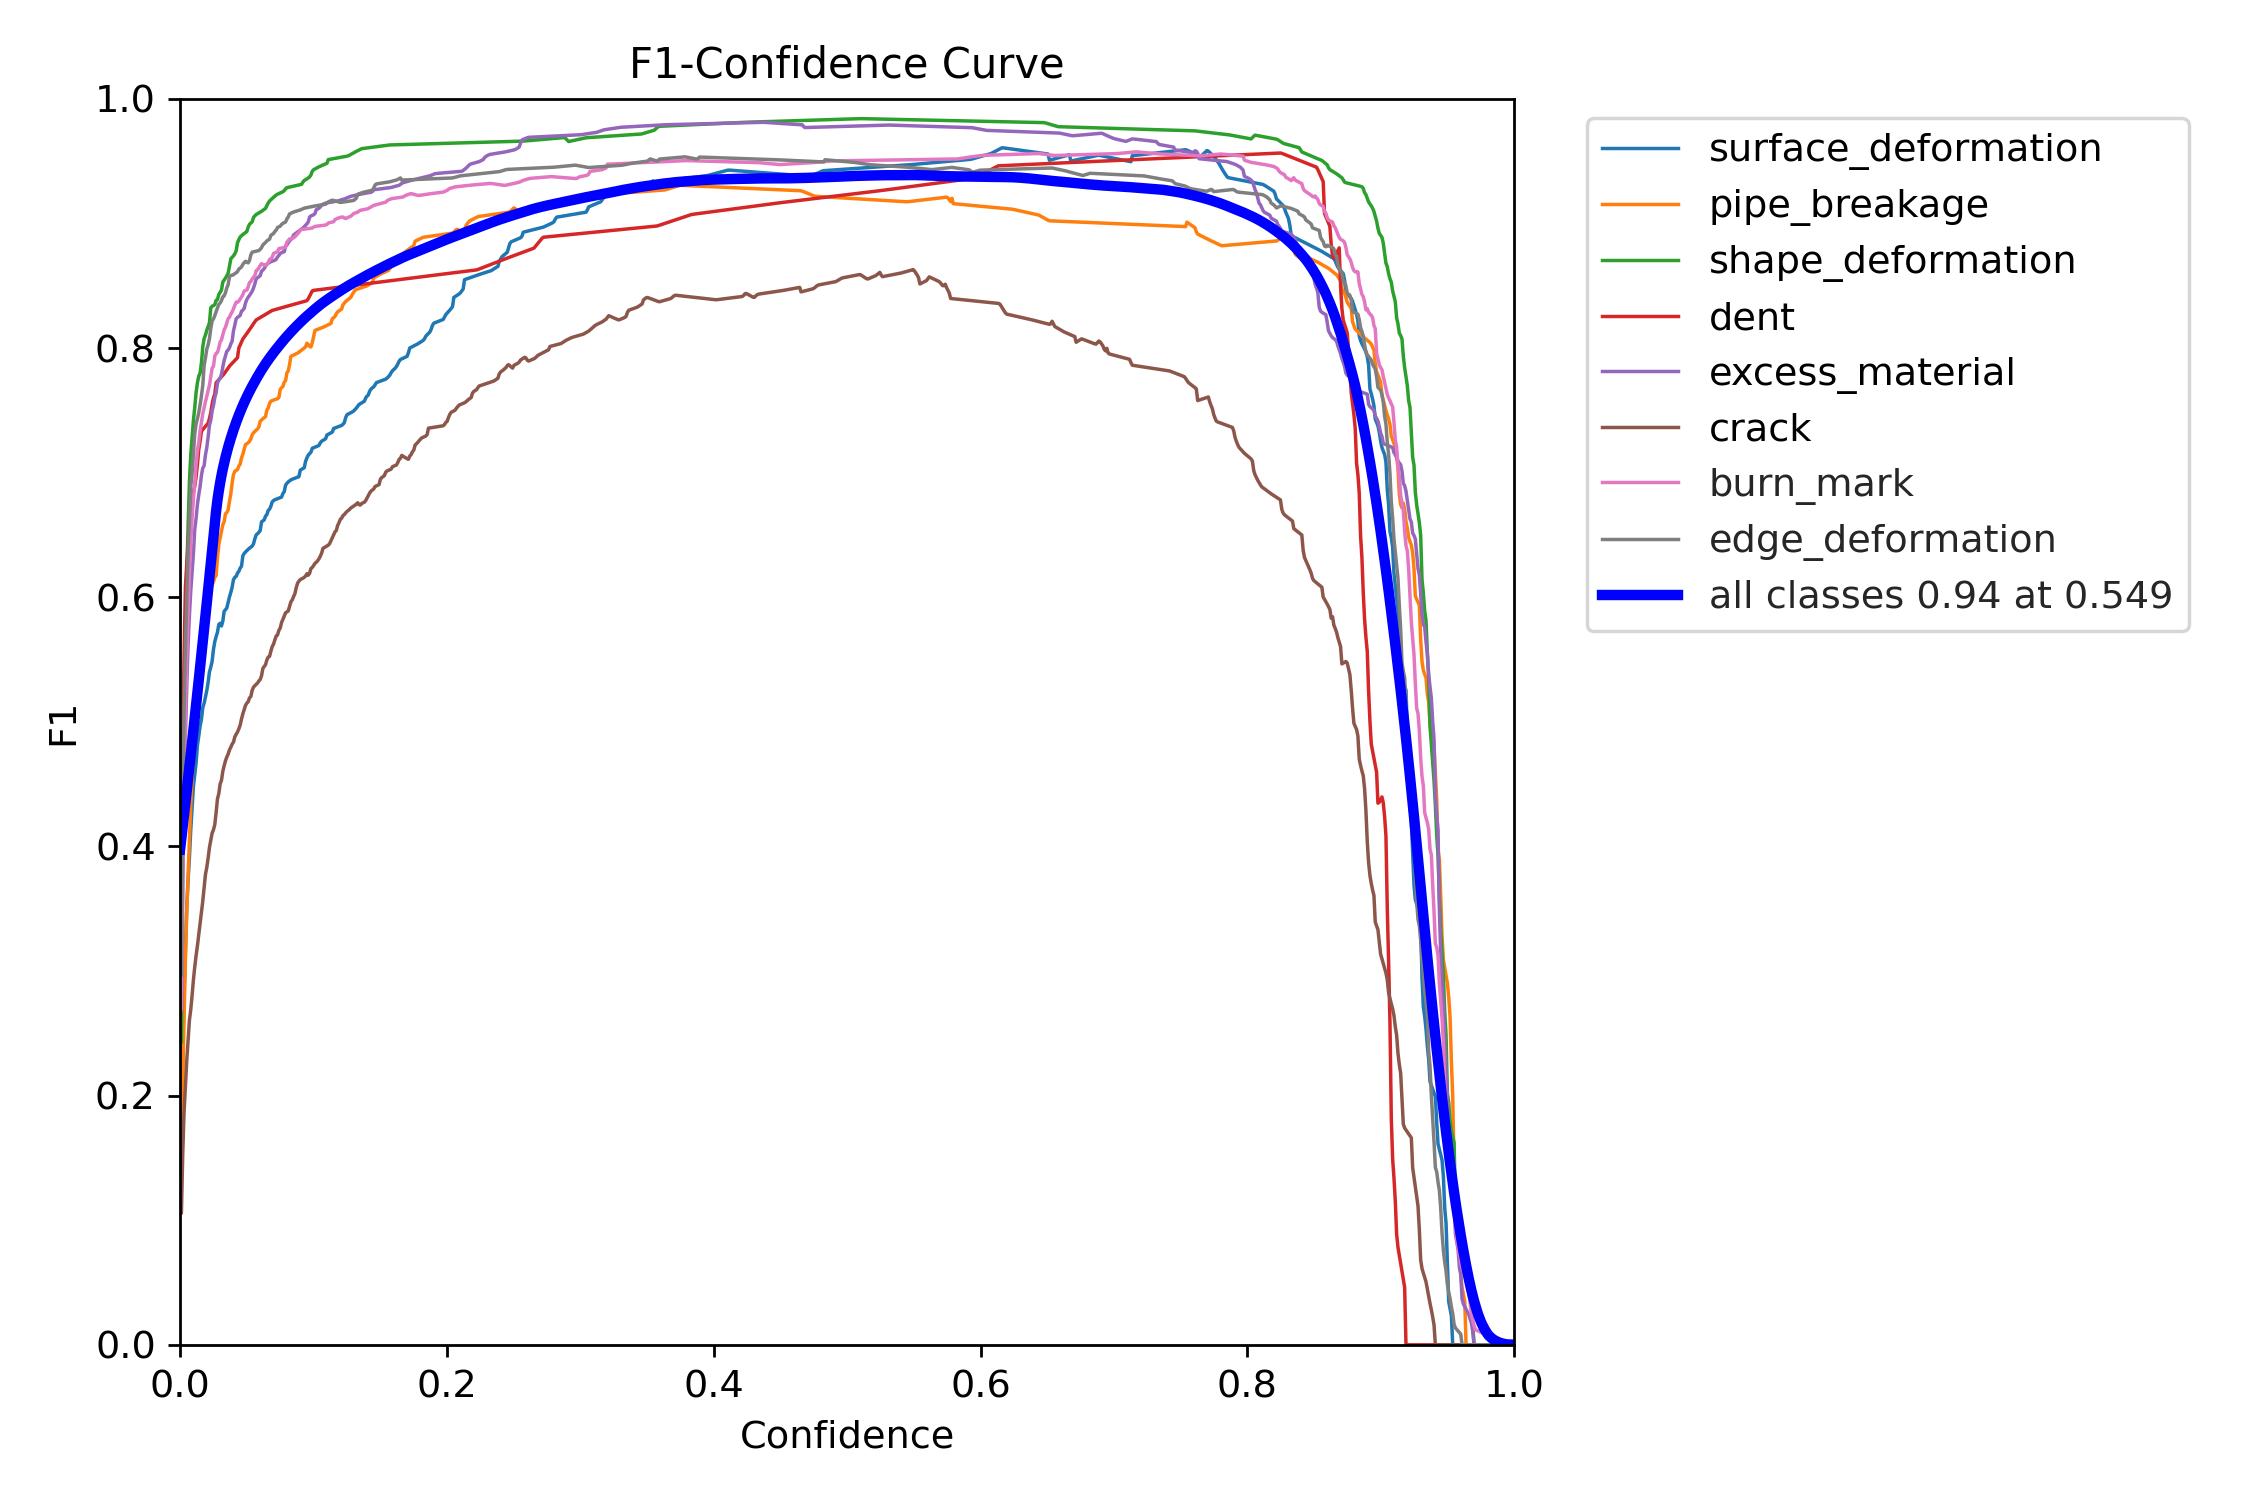 F1-Confidence Curve
1.0
0.8
0.6
0.4
0.2
0.0
F1
0.0 0.2 0.4 0.6 0.8 1.0
Confidence
surface_deformation
pipe_breakage
shape_deformation
dent
excess_material
crack
burn_mark
edge_deformation
all classes 0.94 at 0.549